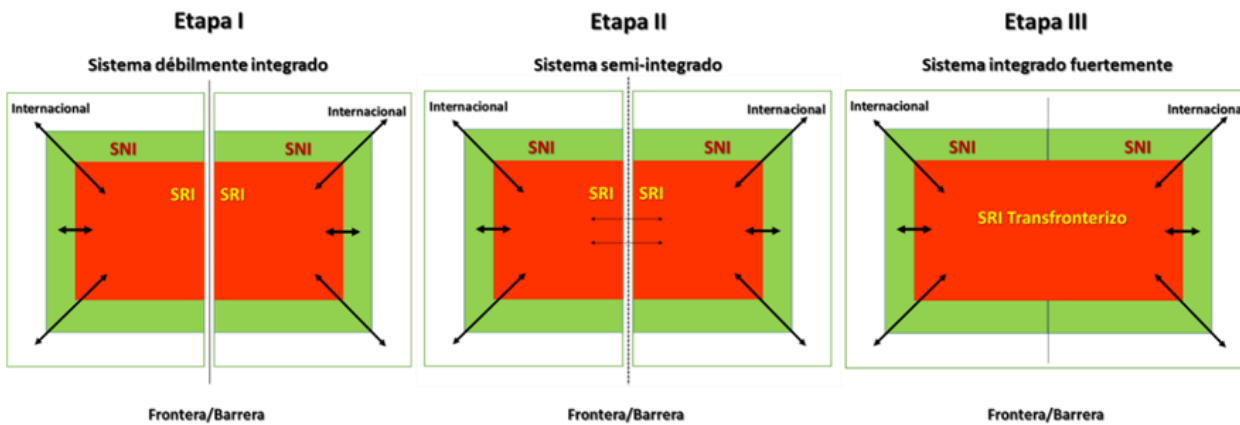 Etapa I
Etapa II
Etapa III
Sistema débilmente integrado
Sistema semi-integrado
Sistema integrado fuertemente
Internacional
Internacional
Internacional
Internacional
Internacional
Internacional
SNI
SNI
SNI
SNI
SNI
SNI
SRI
SRI
SRI
SRI
SRI Transfronterizo
Frontera/Barrera
Frontera/Barrera
Frontera/Barrera